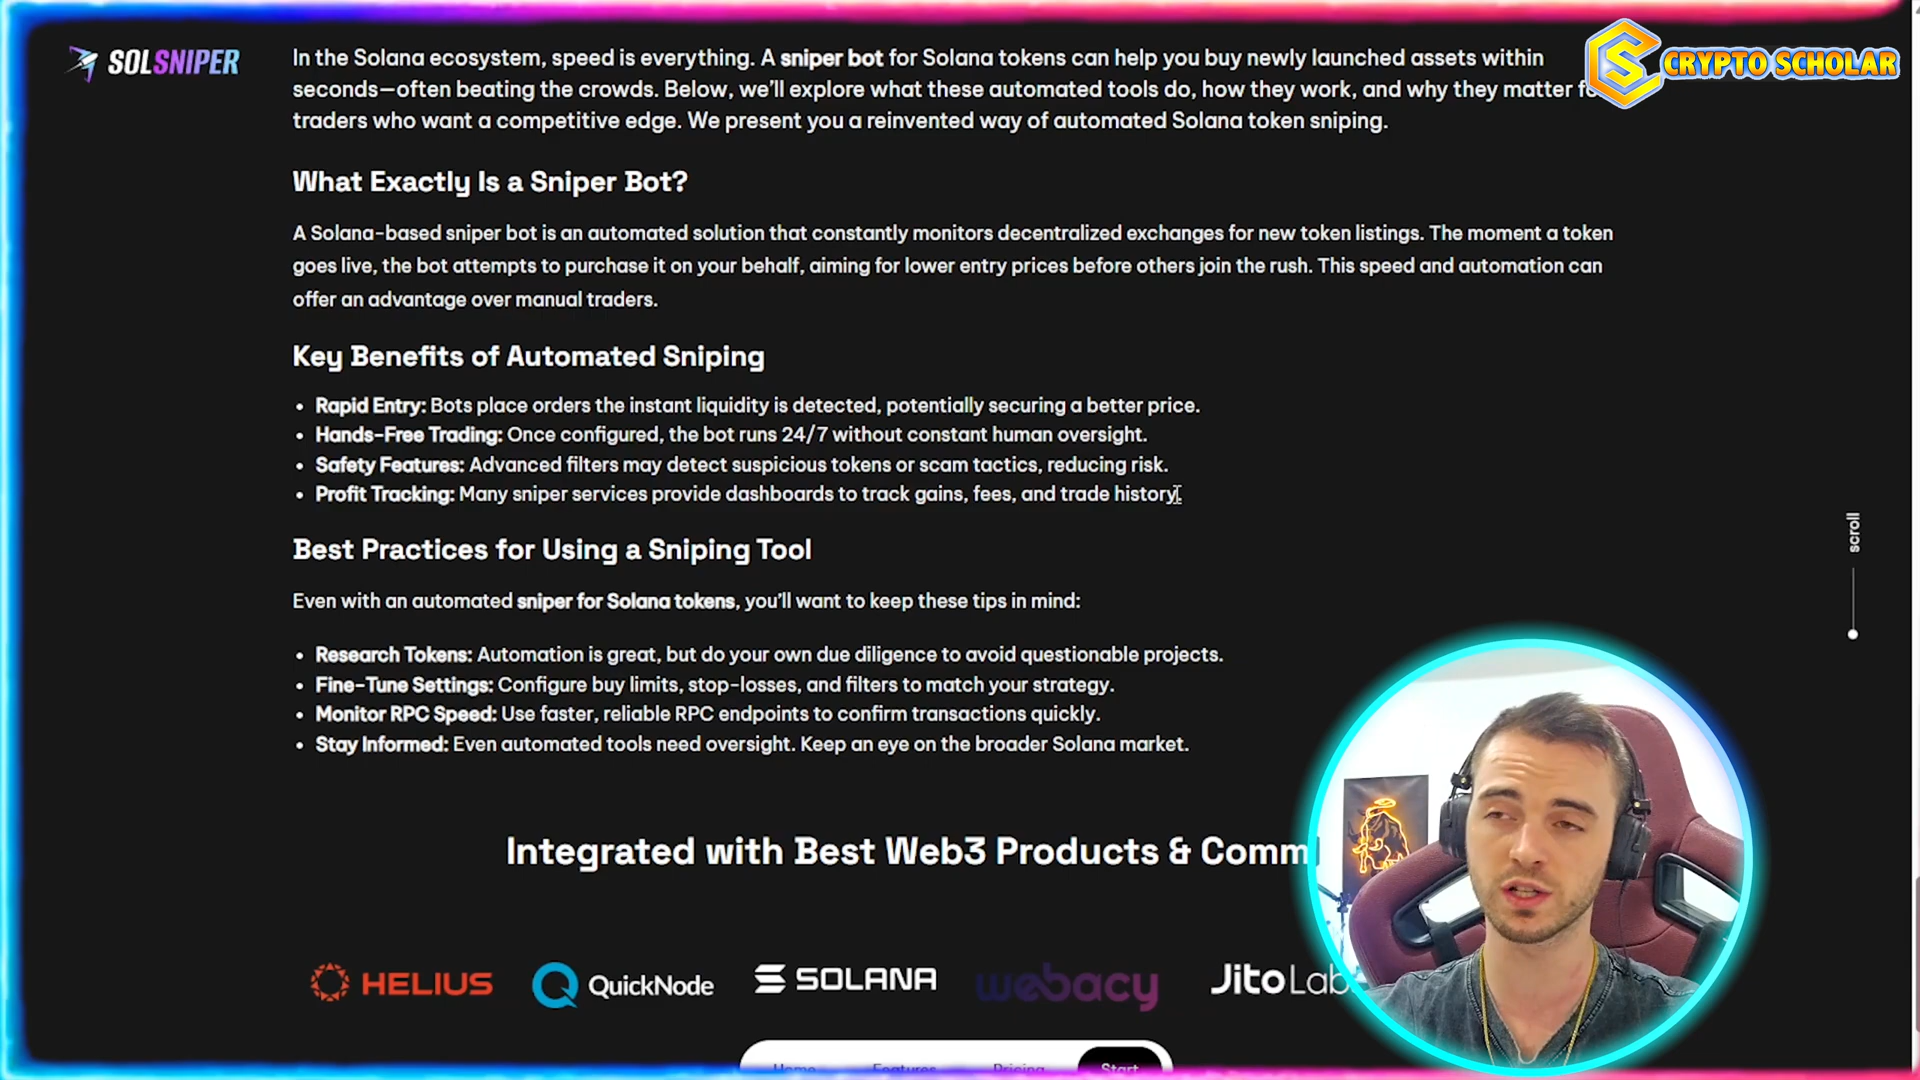 SOLSNIPER
CRYPTO SCHOLAR
In the Solana ecosystem, speed is everything. A sniper bot for Solana tokens can help you buy newly launched assets within
seconds—often beating the crowds. Below, we'll explore what these automated tools do, how they work, and why they matter fo
traders who want a competitive edge. We present you a reinvented way of automated Solana token sniping.
What Exactly Is a Sniper Bot?
A Solana-based sniper bot is an automated solution that constantly monitors decentralized exchanges for new token listings. The moment a token
goes live, the bot attempts to purchase it on your behalf, aiming for lower entry prices before others join the rush. This speed and automation can
offer an advantage over manual traders.
Key Benefits of Automated Sniping
• Rapid Entry: Bots place orders the instant liquidity is detected, potentially securing a better price.
• Hands-Free Trading: Once configured, the bot runs 24/7 without constant human oversight.
• Safety Features: Advanced filters may detect suspicious tokens or scam tactics, reducing risk.
• Profit Tracking: Many sniper services provide dashboards to track gains, fees, and trade history.
Best Practices for Using a Sniping Tool
scroll
Even with an automated sniper for Solana tokens, you'll want to keep these tips in mind:
• Research Tokens: Automation is great, but do your own due diligence to avoid questionable projects.
• Fine-Tune Settings: Configure buy limits, stop-losses, and filters to match your strategy.
• Monitor RPC Speed: Use faster, reliable RPC endpoints to confirm transactions quickly.
• Stay Informed: Even automated tools need oversight. Keep an eye on the broader Solana market.
Integrated with Best Web3 Products & Comm
HELIUS QuickNode SOLANA webacy Jito Lab
Home Features Pricing Start